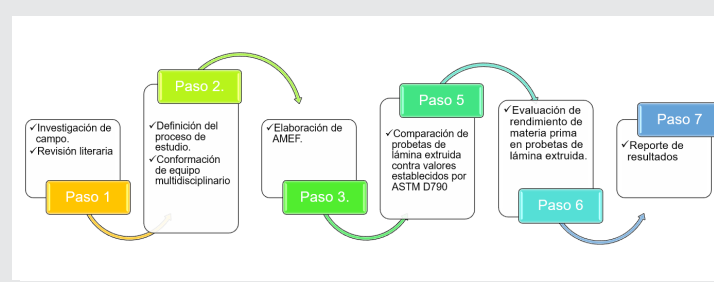 ✓Investigación de
campo.
✓Revisión literaria
Paso 1
Paso 2.
✓Definición del
proceso de
estudio.
✓Conformación
de equipo
multidisciplinario
✓Elaboración de
AMEF.
Paso 3.
Paso 5
✓Comparación de
probetas de
lámina extruida
contra valores
establecidos por
ASTM D790
✓Evaluación de
rendimiento de
materia prima
en probetas de
lámina extruida.
Paso 6
Paso 7
✓Reporte de
resultados